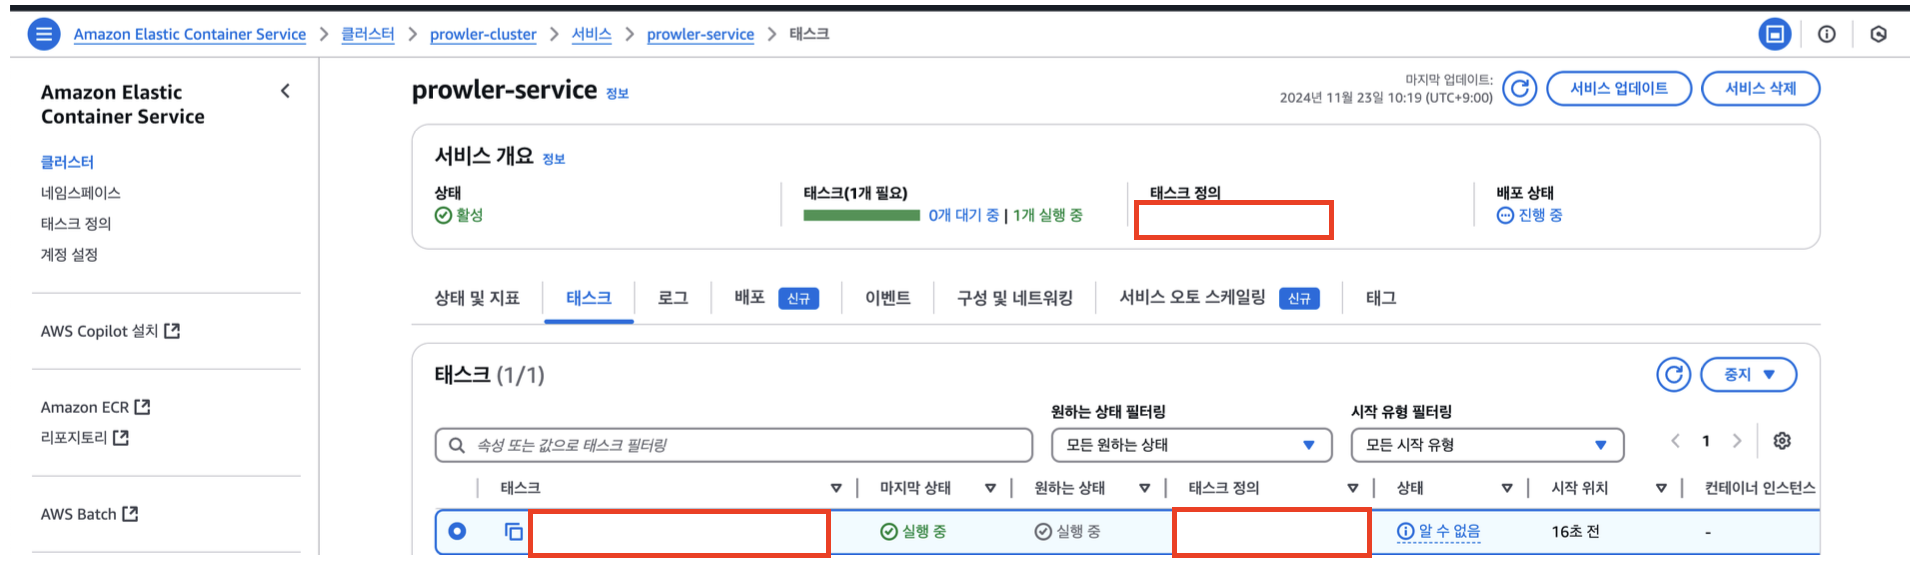 Amazon Elastic Container Service > 클러스터 > prowler-cluster > 서비스 > prowler-service > 태스크
Amazon Elastic
Container Service
클러스터
네임스페이스
태스크 정의
계정 설정
AWS Copilot 설치
Amazon ECR
리포지토리
AWS Batch
prowler-service 정보
마지막 업데이트:
2024년 11월 23일 10:19 (UTC+9:00)
서비스 업데이트
서비스 삭제
서비스 개요 정보
상태
활성
태스크(1개 필요)
0개 대기 중 | 1개 실행 중
태스크 정의
배포 상태
진행 중
상태 및 지표 태스크 로그 배포 신규 이벤트 구성 및 네트워킹 서비스 오토 스케일링 신규 태그
태스크 (1/1)
중지
원하는 상태 필터링
시작 유형 필터링
속성 또는 값으로 태스크 필터링
모든 원하는 상태
모든 시작 유형
1
태스크 마지막 상태 원하는 상태 태스크 정의 상태 시작 위치 컨테이너 인스턴스
실행 중 실행 중 알 수 없음 16초 전 -